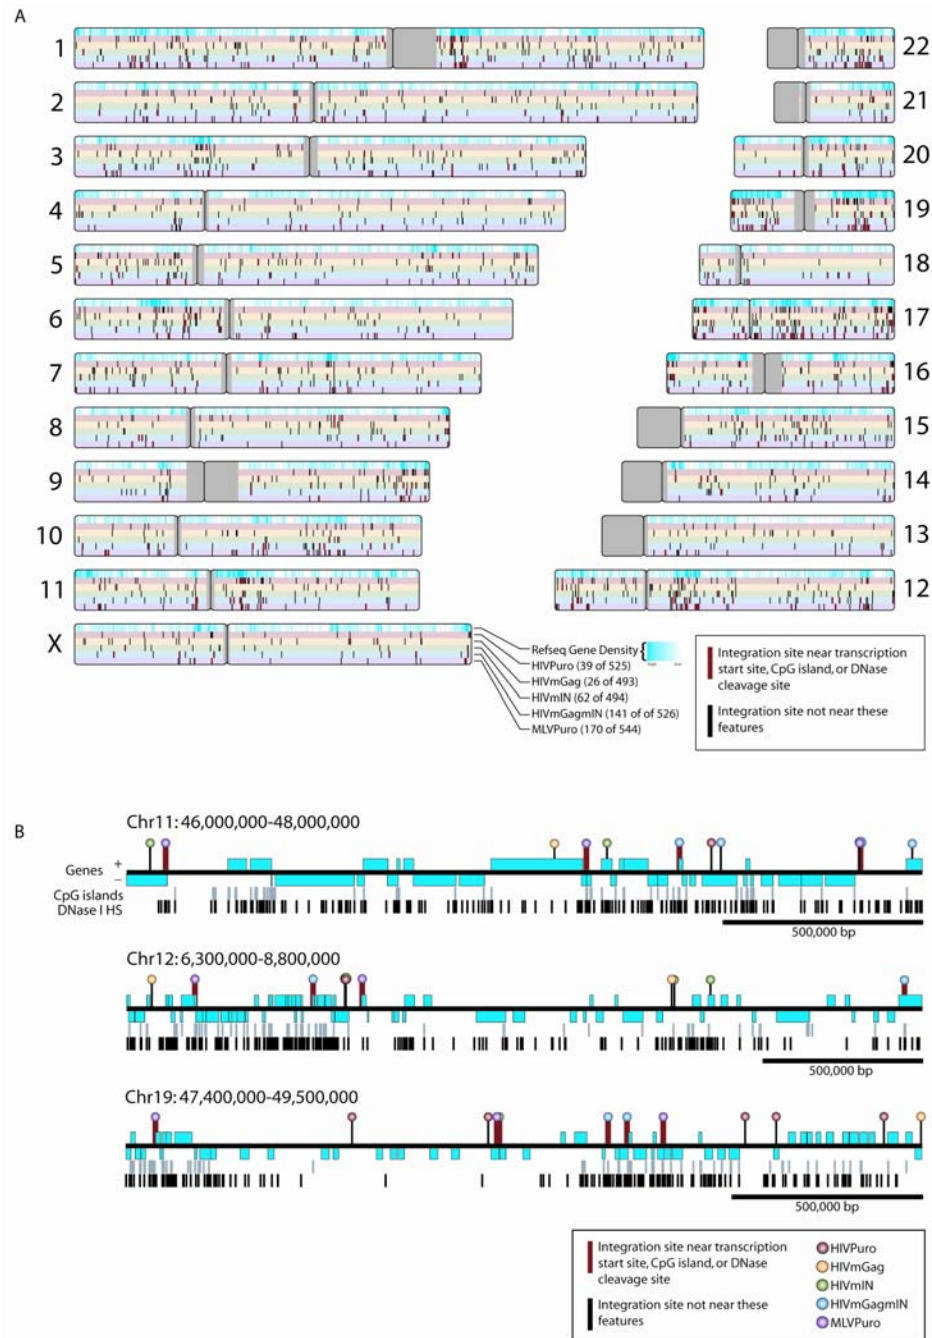 A
1
22
2
21
3
20
4
19
5
18
6
17
7
16
8
15
9
14
10
13
11
12
X
Refseq Gene Density
HIVPuro (39 of 525)
HIVmGag (26 of 493)
HIVmIN (62 of 494)
HIVmGagmIN (141 of of 526)
MLVPuro (170 of 544)
Integration site near transcription
start site, CpG island, or DNase
cleavage site
Integration site not near these
features
B
Chr11: 46,000,000-48,000,000
Genes + –
CpG islands
DNase I HS
500,000 bp
Chr12: 6,300,000-8,800,000
500,000 bp
Chr19: 47,400,000-49,500,000
500,000 bp
Integration site near transcription
start site, CpG island, or DNase
cleavage site
Integration site not near these
features
HIVPuro
HIVmGag
HIVmIN
HIVmGagmIN
MLVPuro